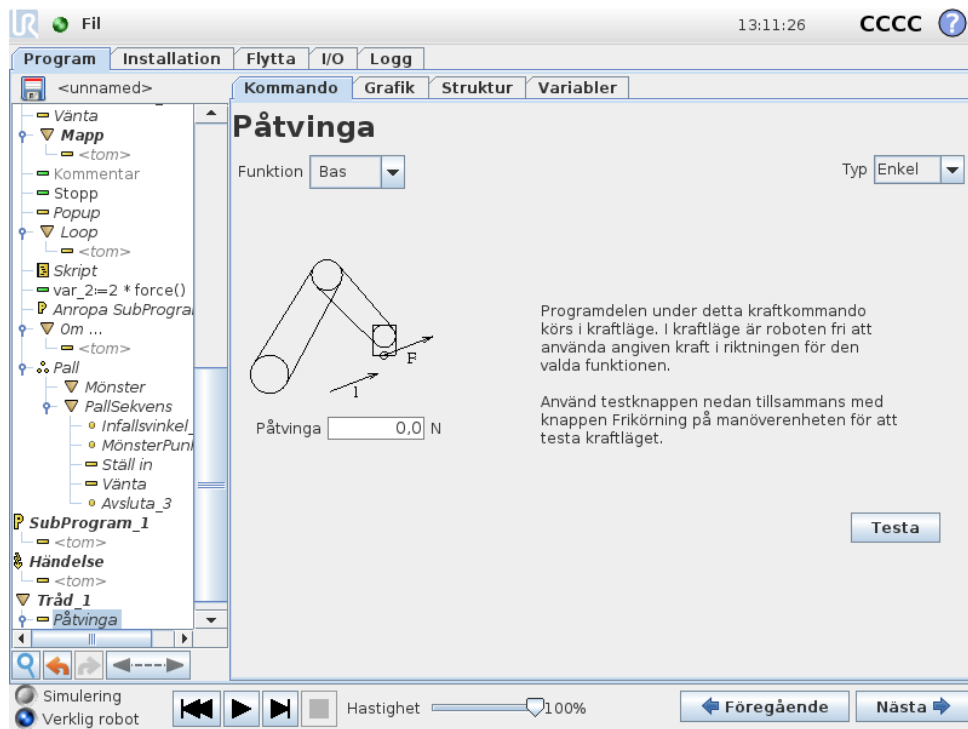 UR Fil 13:11:26 CCCC ?
Program Installation Flytta I/O Logg
<unnamed>
Kommando Grafik Struktur Variabler
Vänta
Mapp
<tom>
Kommentar
Stopp
Popup
Loop
<tom>
Skript
var_2:=2 * force()
P Anropa SubProgra
Om ...
<tom>
Pall
Mönster
PallSekvens
Infallsvinkel_
MönsterPun
Ställ in
Vänta
Avsluta_3
P SubProgram_1
<tom>
Händelse
<tom>
Tråd_1
Påtvinga
Påtvinga
Funktion Bas
Typ Enkel
F
1
Påtvinga 0,0 N
Programdelen under detta kraftkommando
körs i kraftläge. I kraftläge är roboten fri att
använda angiven kraft i riktningen för den
valda funktionen.
Använd testknappen nedan tillsammans med
knappen Frikörning på manöverenheten för att
testa kraftläget.
Testa
Simulering
Verklig robot
Hastighet 100%
Föregående Nästa